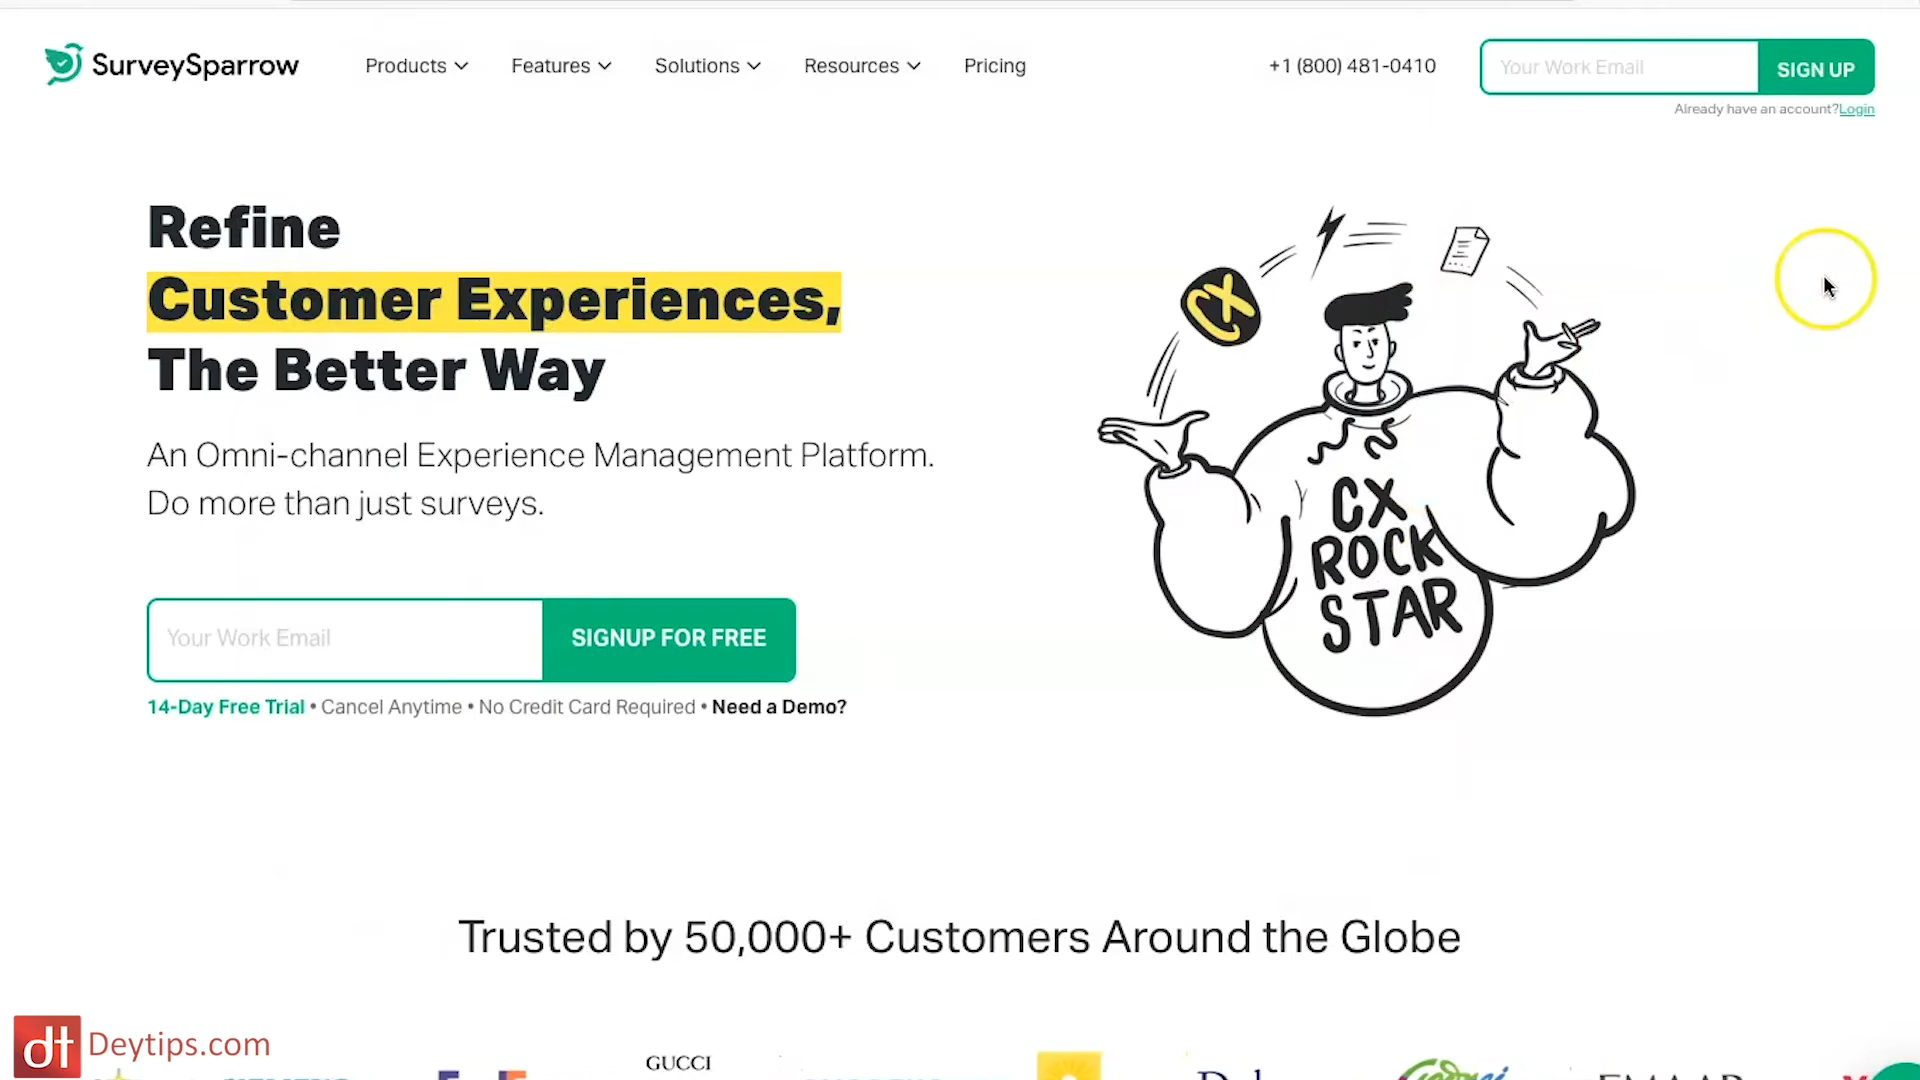 SurveySparrow
Products
Features
Solutions
Resources
Pricing
+1 (800) 481-0410
Your Work Email
SIGN UP
Already have an account?Login
Refine
Customer Experiences,
The Better Way
An Omni-channel Experience Management Platform.
Do more than just surveys.
Your Work Email
SIGNUP FOR FREE
14-Day Free Trial • Cancel Anytime • No Credit Card Required • Need a Demo?
CX
CX
ROCK
STAR
Trusted by 50,000+ Customers Around the Globe
dt Deytips.com
GUCCI
EMAAR